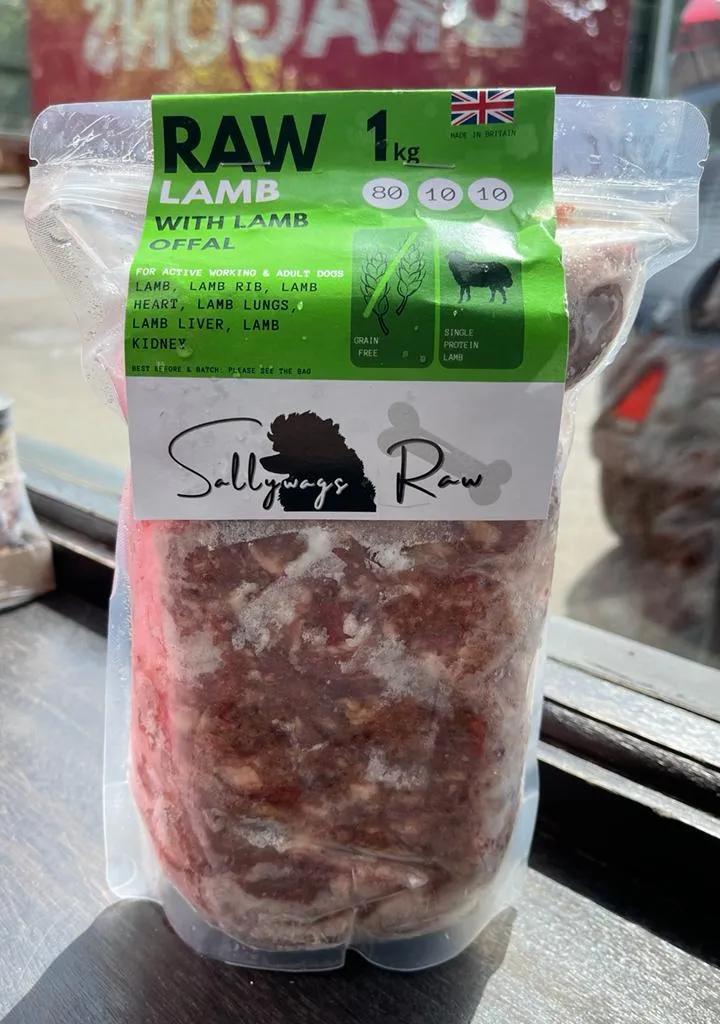 DRAGONS
RAW
1kg
MADE IN BRITAIN
LAMB
80 10 10
WITH LAMB
OFFAL
FOR ACTIVE WORKING & ADULT DOGS
LAMB, LAMB RIB, LAMB
HEART, LAMB LUNGS,
LAMB LIVER, LAMB
KIDNEY
GRAIN
FREE
SINGLE
PROTEIN
LAMB
BEST BEFORE & BATCH: PLEASE SEE THE BAG
Sallywags Raw